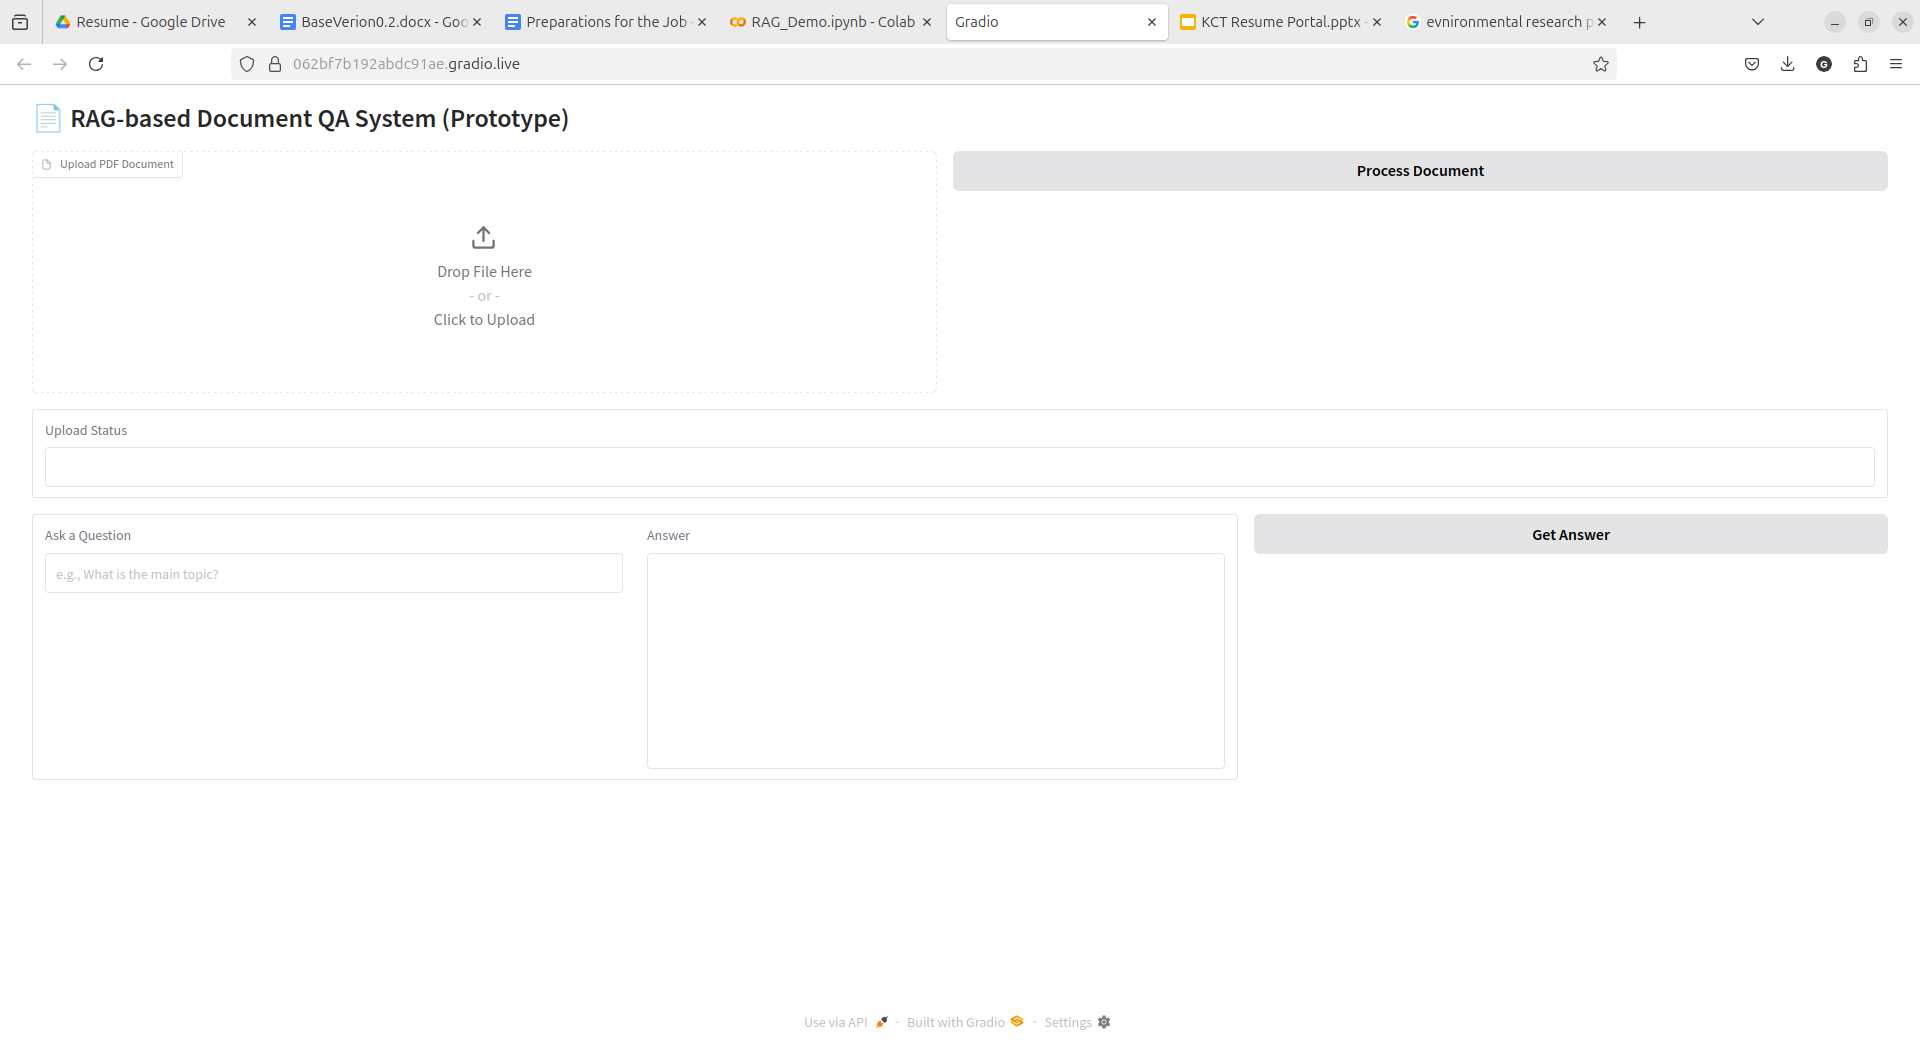 Resume - Google Drive
BaseVerion0.2.docx - Goo
Preparations for the Job -
RAG_Demo.ipynb - Colab
Gradio
KCT Resume Portal.pptx -
evnironmental research p
062bf7b192abdc91ae.gradio.live
G
RAG-based Document QA System (Prototype)
Upload PDF Document
Process Document
Drop File Here
- or -
Click to Upload
Upload Status
Ask a Question
Answer
Get Answer
e.g., What is the main topic?
Use via API · Built with Gradio · Settings